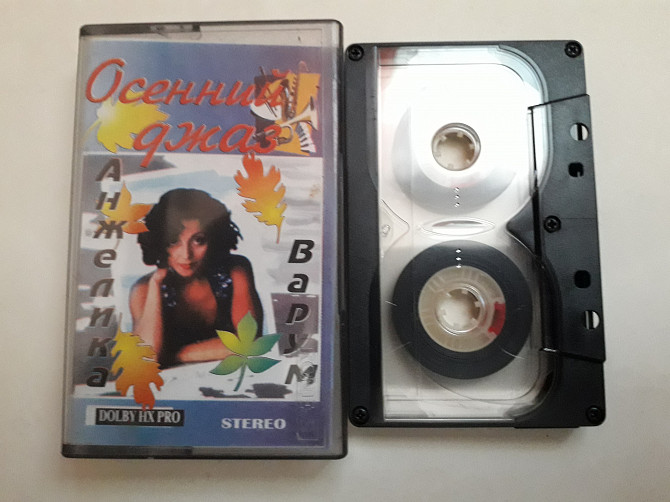 Осенний
джаз
Анжелика
Варум
DOLBY HX PRO
STEREO